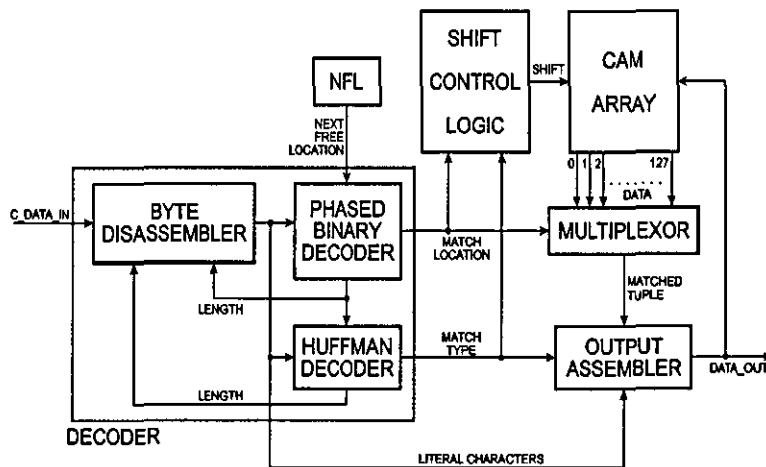 SHIFT
CONTROL
LOGIC
SHIFT
CAM
ARRAY
NFL
NEXT
FREE
LOCATION
0 1 2 127
DATA
C_DATA_IN
BYTE
DISASSEMBLER
PHASED
BINARY
DECODER
MATCH
LOCATION
MULTIPLEXOR
LENGTH
MATCHED
TUPLE
HUFFMAN
DECODER
MATCH
TYPE
OUTPUT
ASSEMBLER
DATA_OUT
LENGTH
DECODER
LITERAL CHARACTERS